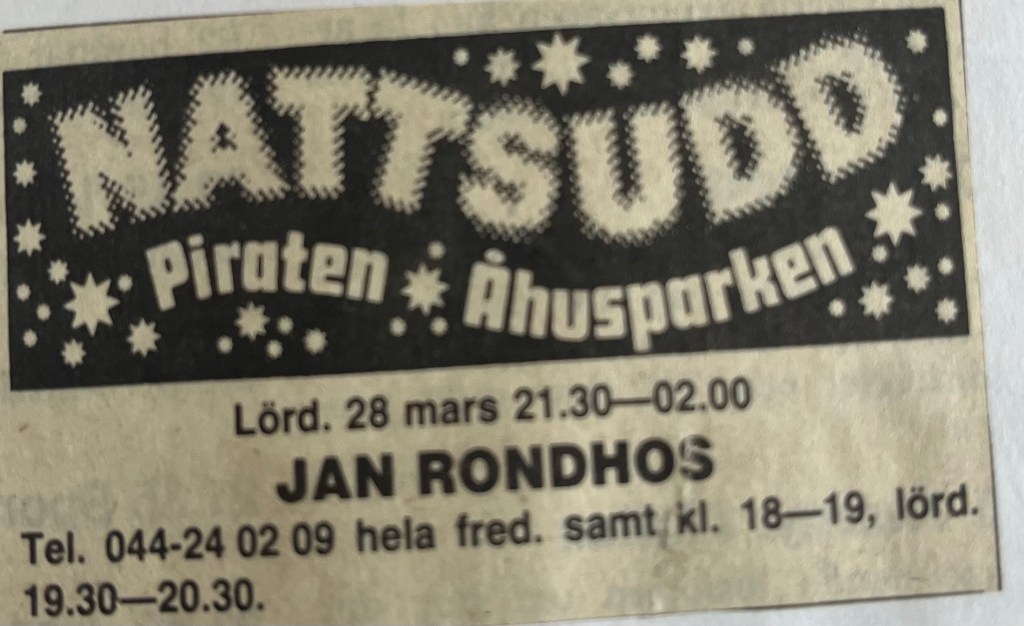 NATTSUDD
Piraten Åhusparken
Lörd. 28 mars 21.30—02.00
JAN RONDHOS
Tel. 044-24 02 09 hela fred. samt kl. 18—19, lörd.
19.30—20.30.